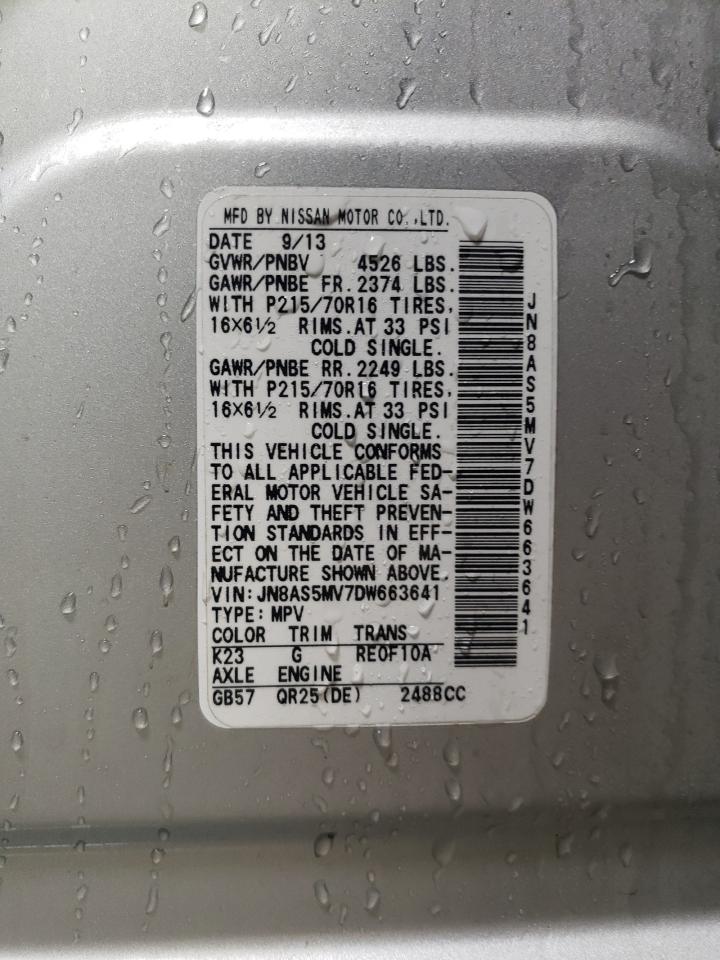 MFD BY NISSAN MOTOR CO.,LTD.
DATE 9/13
GVWR/PNBV 4526 LBS.
GAWR/PNBE FR. 2374 LBS.
WITH P215/70R16 TIRES,
16X6½ RIMS.AT 33 PSI
COLD SINGLE.
GAWR/PNBE RR. 2249 LBS.
WITH P215/70R16 TIRES,
16X6½ RIMS.AT 33 PSI
COLD SINGLE.
THIS VEHICLE CONFORMS
TO ALL APPLICABLE FED-
ERAL MOTOR VEHICLE SA-
FETY AND THEFT PREVEN-
TION STANDARDS IN EFF-
ECT ON THE DATE OF MA-
NUFACTURE SHOWN ABOVE.
VIN:JN8AS5MV7DW663641
TYPE:MPV
COLOR TRIM TRANS
K23 G RE0F10A
AXLE ENGINE
GB57 QR25(DE) 2488CC
JN8AS5MV7DW663641